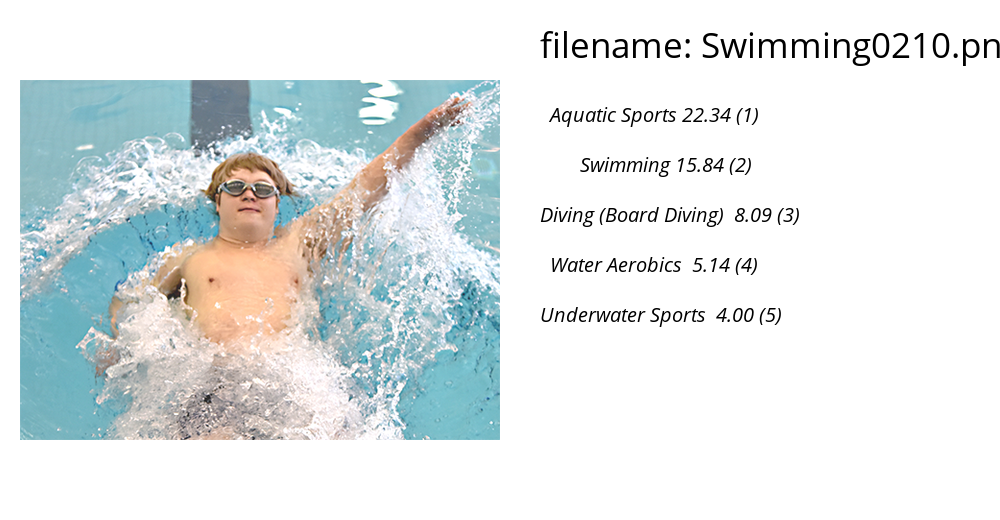 filename: Swimming0210.pn
Aquatic Sports 22.34 (1)
Swimming 15.84 (2)
Diving (Board Diving) 8.09 (3)
Water Aerobics 5.14 (4)
Underwater Sports 4.00 (5)